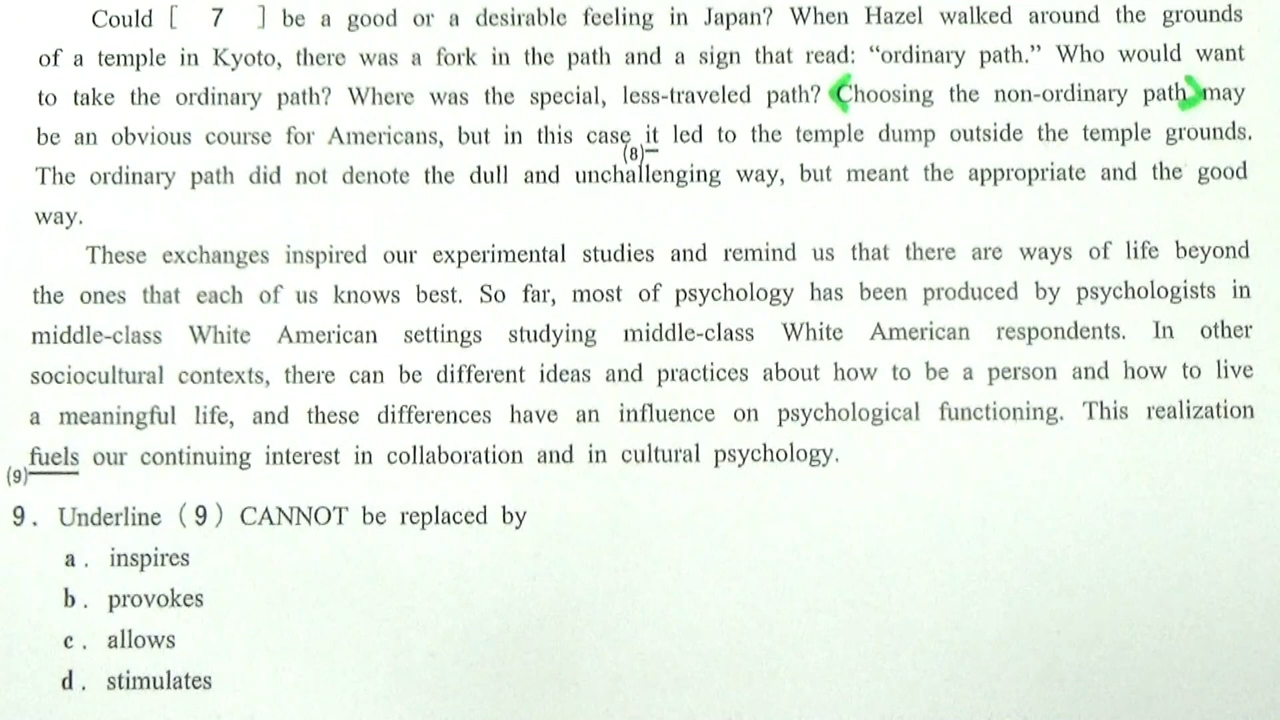 Could [ 7 ] be a good or a desirable feeling in Japan? When Hazel walked around the grounds
of a temple in Kyoto, there was a fork in the path and a sign that read: “ordinary path.” Who would want
to take the ordinary path? Where was the special, less-traveled path? Choosing the non-ordinary path may
be an obvious course for Americans, but in this case it led to the temple dump outside the temple grounds.
(8)
The ordinary path did not denote the dull and unchallenging way, but meant the appropriate and the good
way.
These exchanges inspired our experimental studies and remind us that there are ways of life beyond
the ones that each of us knows best. So far, most of psychology has been produced by psychologists in
middle-class White American settings studying middle-class White American respondents. In other
sociocultural contexts, there can be different ideas and practices about how to be a person and how to live
a meaningful life, and these differences have an influence on psychological functioning. This realization
fuels our continuing interest in collaboration and in cultural psychology.
(9)
9. Underline (9) CANNOT be replaced by
a. inspires
b. provokes
c. allows
d. stimulates